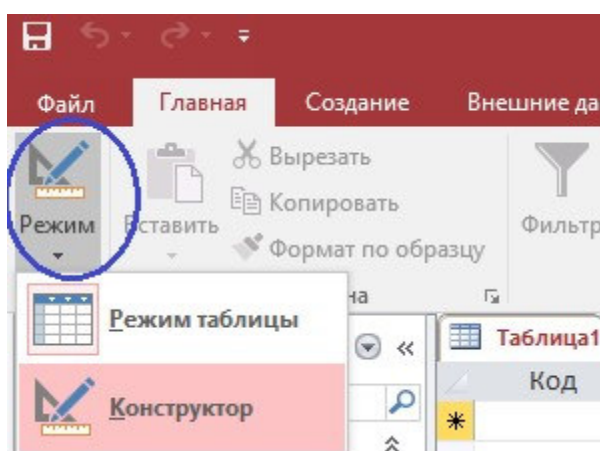 Файл Главная Создание Внешние да
Вырезать
Копировать
Формат по образцу
Режим Вставить Фильтр
на
Режим таблицы
Таблица1
Код
Конструктор